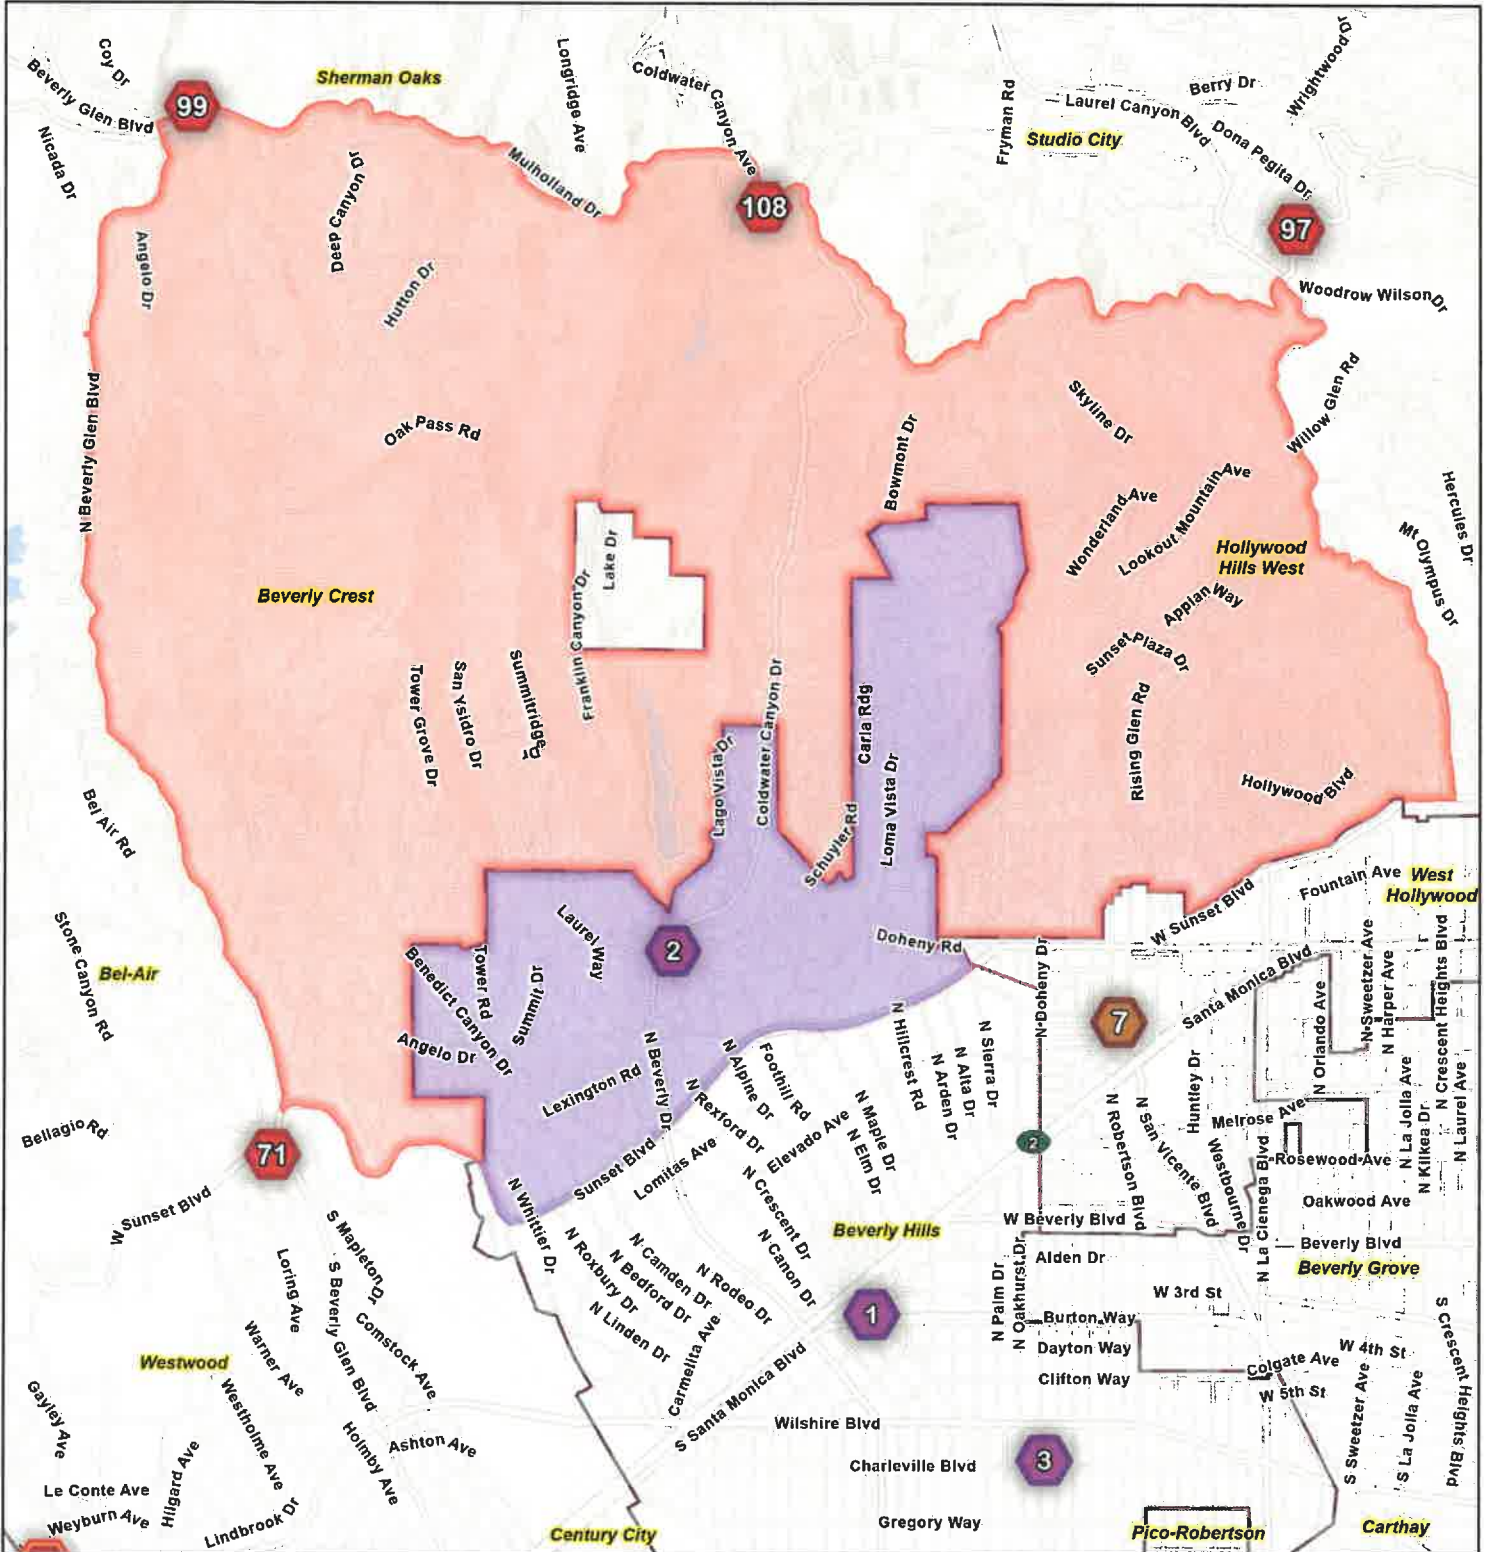 Coy Dr
Beverly Glen Blvd
Nicada Dr
99
Sherman Oaks
Longridge Ave
Coldwater Canyon Ave
Mulholland Dr
108
Fryman Rd
Laurel Canyon Blvd
Berry Dr
Wrightwood Dr
Studio City
Dona Pegita Dr
97
Woodrow Wilson Dr
Angelo Dr
Deep Canyon Dr
Hutton Dr
N Beverly Glen Blvd
Oak Pass Rd
Skyline Dr
Willow Glen Rd
Bowmont Dr
Wonderland Ave
Lookout Mountain Ave
Hercules Dr
Mt Olympus Dr
Hollywood
Hills West
Lake Dr
Franklin Canyon Dr
Beverly Crest
Appian Way
Sunset Plaza Dr
Tower Grove Dr
San Ysidro Dr
Summitridge
Dr
Rising Glen Rd
Carla Rdg
Loma Vista Dr
Lago Vista Dr
Coldwater Canyon Dr
Schuyler Rd
Hollywood Blvd
Bel Air Rd
Fountain Ave
West
Hollywood
W Sunset Blvd
Stone Canyon Rd
Bel-Air
Laurel Way
2
Doheny Rd
Tower Rd
Benedict Canyon Dr
Summit Dr
Angelo Dr
Lexington Rd
N Beverly Dr
N Doheny Dr
7
Santa Monica Blvd
N Orlando Ave
N Sweetzer Ave
N Harper Ave
N Crescent Heights Blvd
N Alpine Dr
Foothill Rd
N Hillcrest Rd
N Arden Dr
N Alta Dr
N Sierra Dr
N Rexford Dr
N Maple Dr
N Elm Dr
Elevado Ave
2
N Robertson Blvd
N San Vicente Blvd
Huntley Dr
Westbourne Dr
Melrose Ave
N La Cienega Blvd
Rosewood Ave
N La Jolla Ave
N Kilkea Dr
N Laurel Ave
Oakwood Ave
Bellagio Rd
71
W Sunset Blvd
Sunset Blvd
Lomitas Ave
N Whittier Dr
N Crescent Dr
N Canon Dr
Beverly Hills
W Beverly Blvd
Alden Dr
Beverly Blvd
Beverly Grove
S Mapleton Dr
Loring Ave
S Beverly Glen Blvd
Comstock Ave
N Roxbury Dr
N Bedford Dr
N Camden Dr
N Rodeo Dr
N Linden Dr
Carmelita Ave
1
N Palm Dr
N Oakhurst Dr
W 3rd St
Burton Way
Dayton Way
Clifton Way
Colgate Ave
W 4th St
W 5th St
S Crescent Heights Blvd
S Sweetzer Ave
S La Jolla Ave
Westwood
Warner Ave
Westholme Ave
Gayley Ave
Holmby Ave
Ashton Ave
Hilgard Ave
S Santa Monica Blvd
Wilshire Blvd
Charleville Blvd
3
Le Conte Ave
Weyburn Ave
Lindbrook Dr
Gregory Way
Century City
Pico-Robertson
Carthay